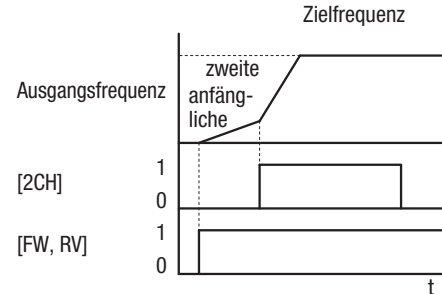 Zielfrequenz
Ausgangsfrequenz
zweite
anfäng-
liche
[2CH]
1
0
[FW, RV]
1
0
t